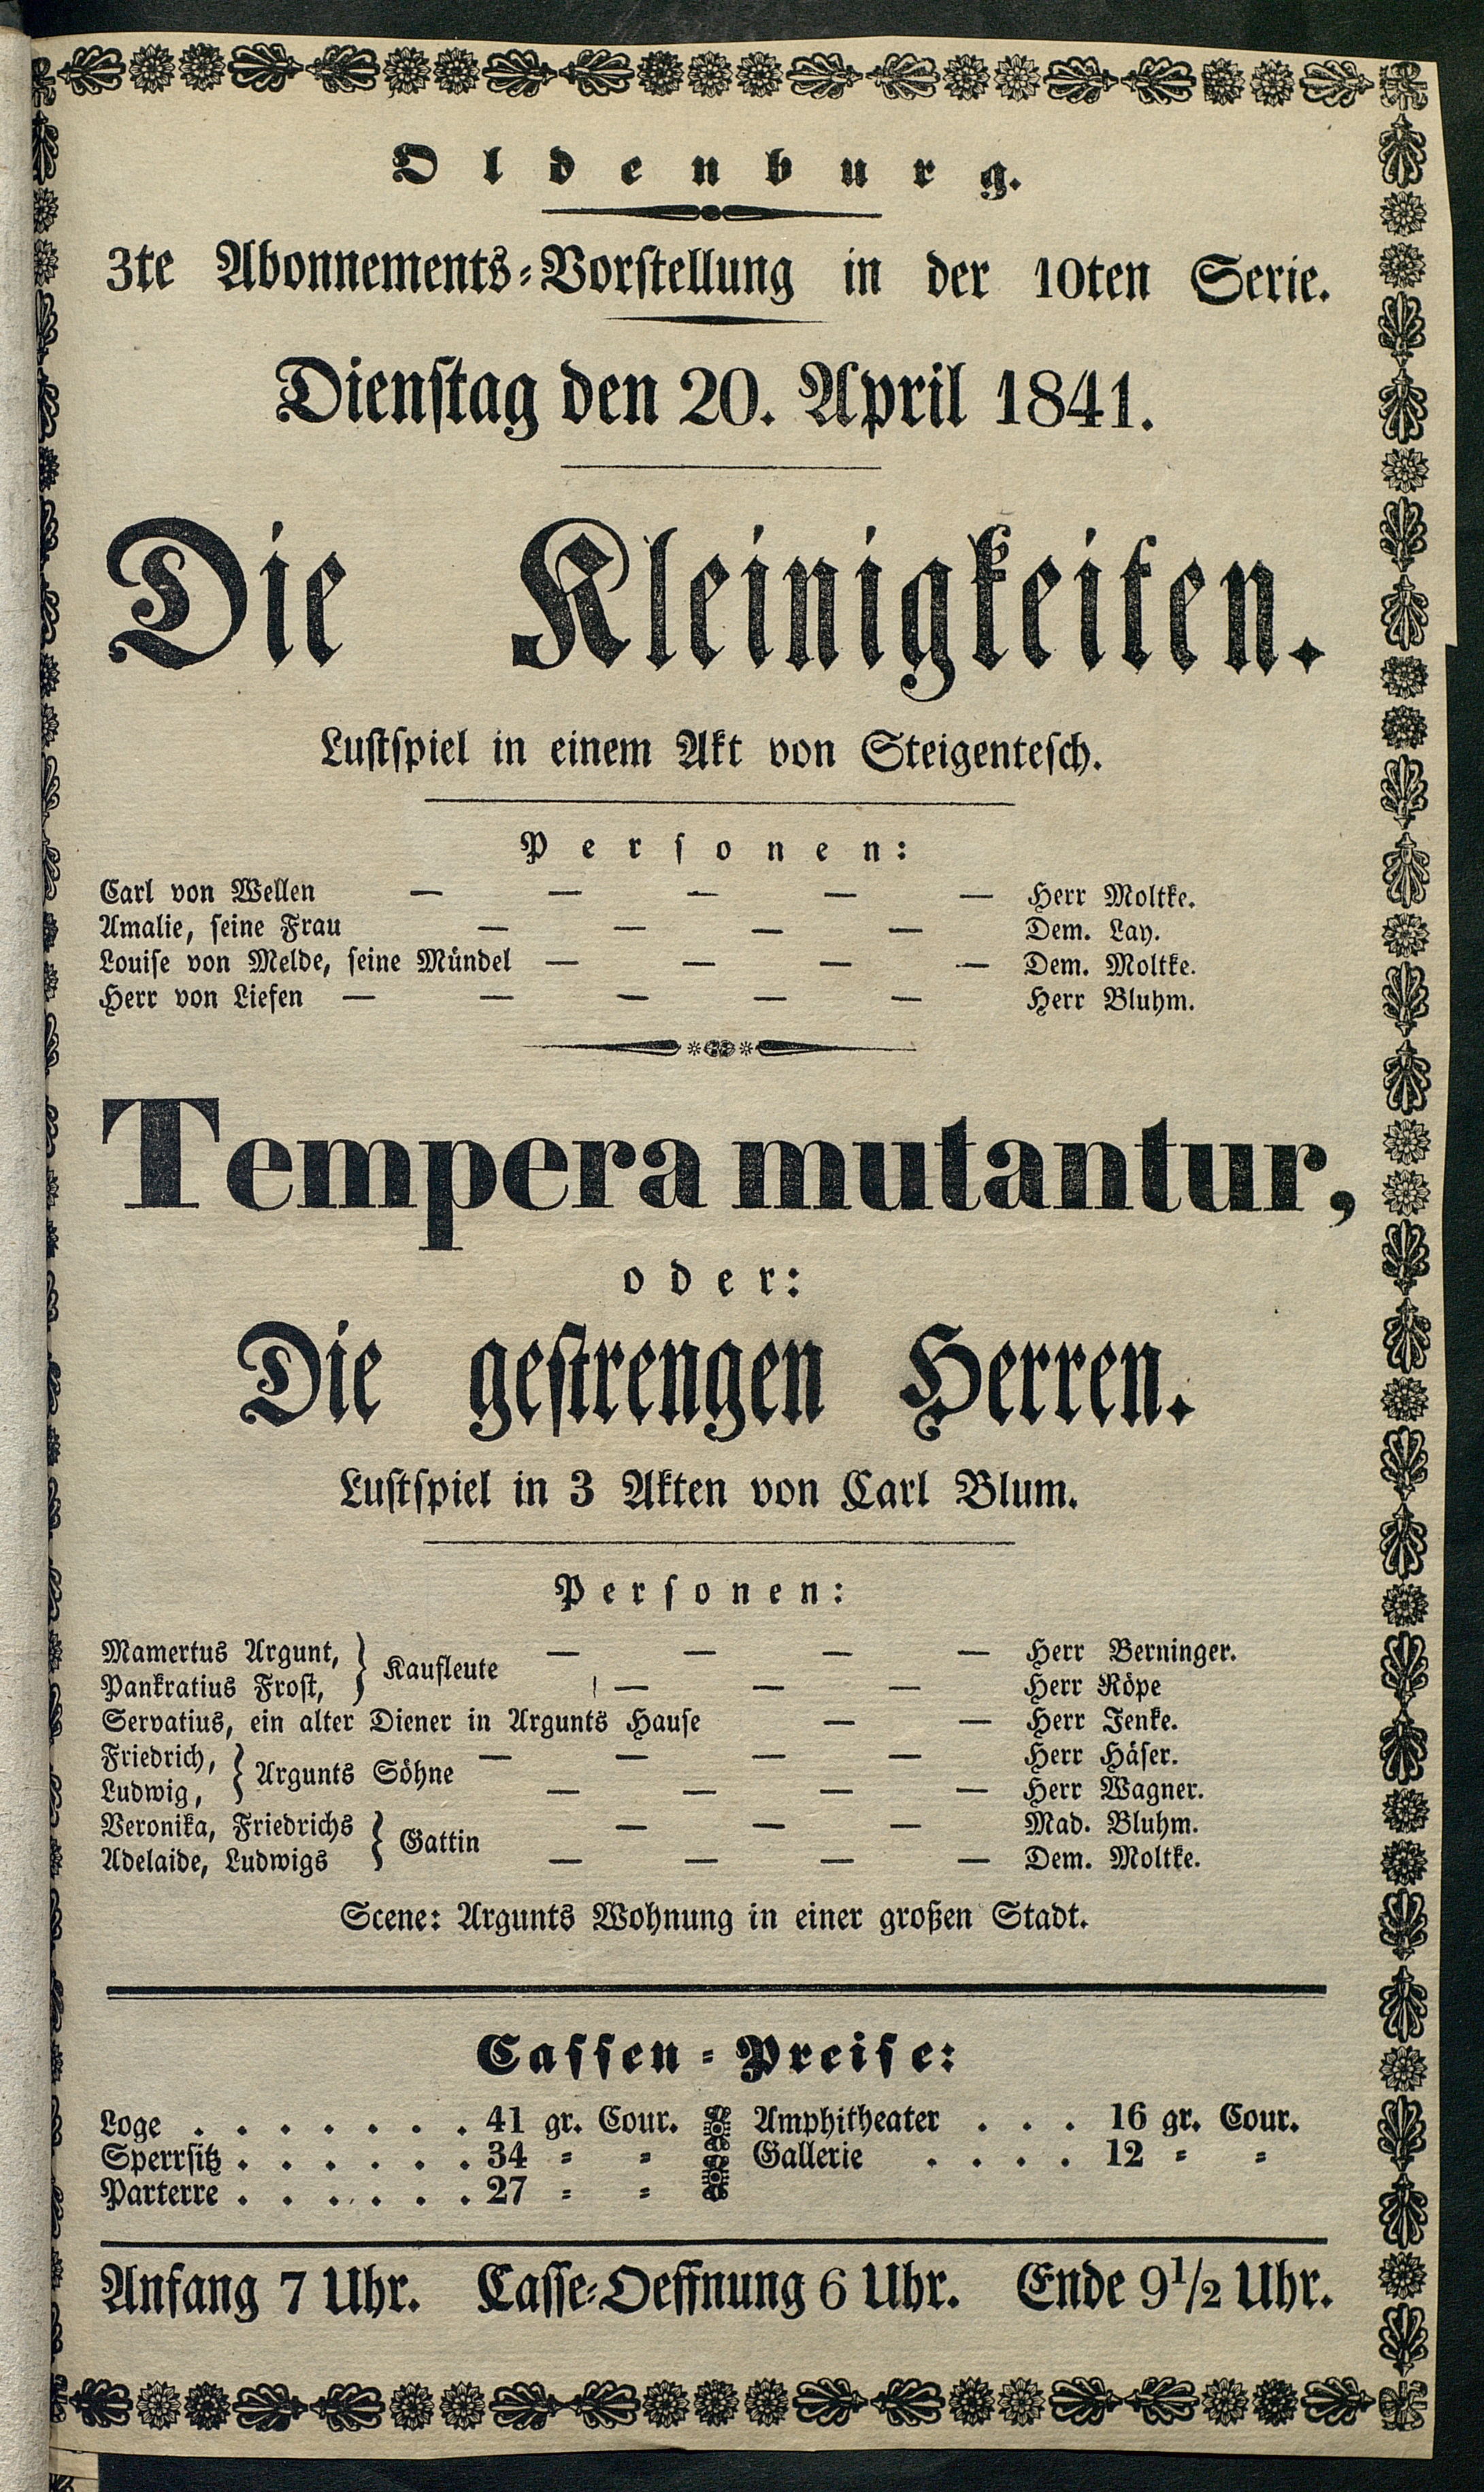 Oldenburg.
3te Abonnements-Vorstellung in der 10ten Serie.
Dienstag den 20. April 1841.
Die Kleinigkeiten.
Lustspiel in einem Akt von Steigentesch.
Personen:
Carl von Wellen — — — — — Herr Moltke.
Amalie, seine Frau — — — — Dem. Lay.
Louise von Melde, seine Mündel — — — — Dem. Moltke.
Herr von Liefen — — — — — Herr Bluhm.
Tempera mutantur,
oder:
Die gestrengen Herren.
Lustspiel in 3 Akten von Carl Blum.
Personen:
Mamertus Argunt, } Kaufleute — — — — Herr Berninger.
Pankratius Frost, — — — Herr Röpe
Servatius, ein alter Diener in Argunts Hause — — Herr Jenke.
Friedrich, } Argunts Söhne — — — — Herr Häser.
Ludwig, — — — — Herr Wagner.
Veronika, Friedrichs } Gattin — — — Mad. Bluhm.
Adelaide, Ludwigs — — — — Dem. Moltke.
Scene: Argunts Wohnung in einer großen Stadt.
Cassen-Preise:
Loge . . . . . . . 41 gr. Cour. Amphitheater . . . 16 gr. Cour.
Sperrsitz . . . . . . 34 = = Gallerie . . . . 12 = =
Parterre . . . . . . 27 = =
Anfang 7 Uhr. Casse-Oeffnung 6 Uhr. Ende 9 1/2 Uhr.